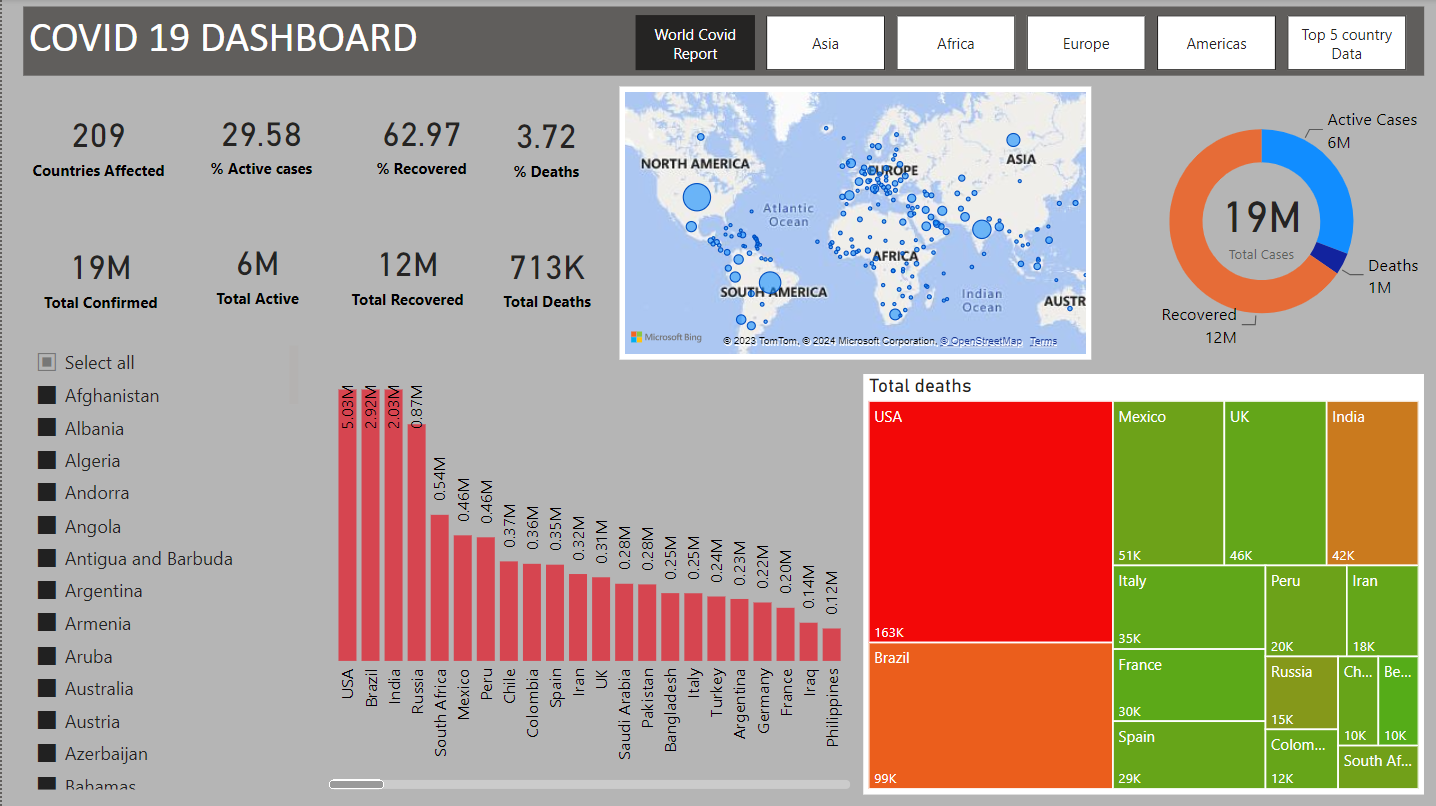 COVID 19 DASHBOARD
World Covid
Report
Asia
Africa
Europe
Americas
Top 5 country
Data
209
Countries Affected
29.58
% Active cases
62.97
% Recovered
3.72
% Deaths
19M
Total Confirmed
6M
Total Active
12M
Total Recovered
713K
Total Deaths
NORTH AMERICA
EUROPE
ASIA
Atlantic
Ocean
AFRICA
SOUTH AMERICA
Indian
Ocean
AUSTR
Microsoft Bing
© 2023 TomTom, © 2024 Microsoft Corporation, © OpenStreetMap Terms
Active Cases
6M
19M
Total Cases
Deaths
1M
Recovered
12M
Select all
Afghanistan
Albania
Algeria
Andorra
Angola
Antigua and Barbuda
Argentina
Armenia
Aruba
Australia
Austria
Azerbaijan
Bahamas
5.03M
2.92M
2.03M
0.87M
0.54M
0.46M
0.46M
0.37M
0.36M
0.35M
0.32M
0.31M
0.28M
0.28M
0.25M
0.25M
0.24M
0.23M
0.22M
0.20M
0.14M
0.12M
USA
Brazil
India
Russia
South Africa
Mexico
Peru
Chile
Colombia
Spain
Iran
UK
Saudi Arabia
Pakistan
Bangladesh
Italy
Turkey
Argentina
Germany
France
Iraq
Philippines
Total deaths
USA
163K
Brazil
99K
Mexico
51K
UK
46K
India
42K
Italy
35K
Peru
20K
Iran
18K
France
30K
Spain
29K
Russia
15K
Ch...
10K
Be...
10K
Colom...
12K
South Af...